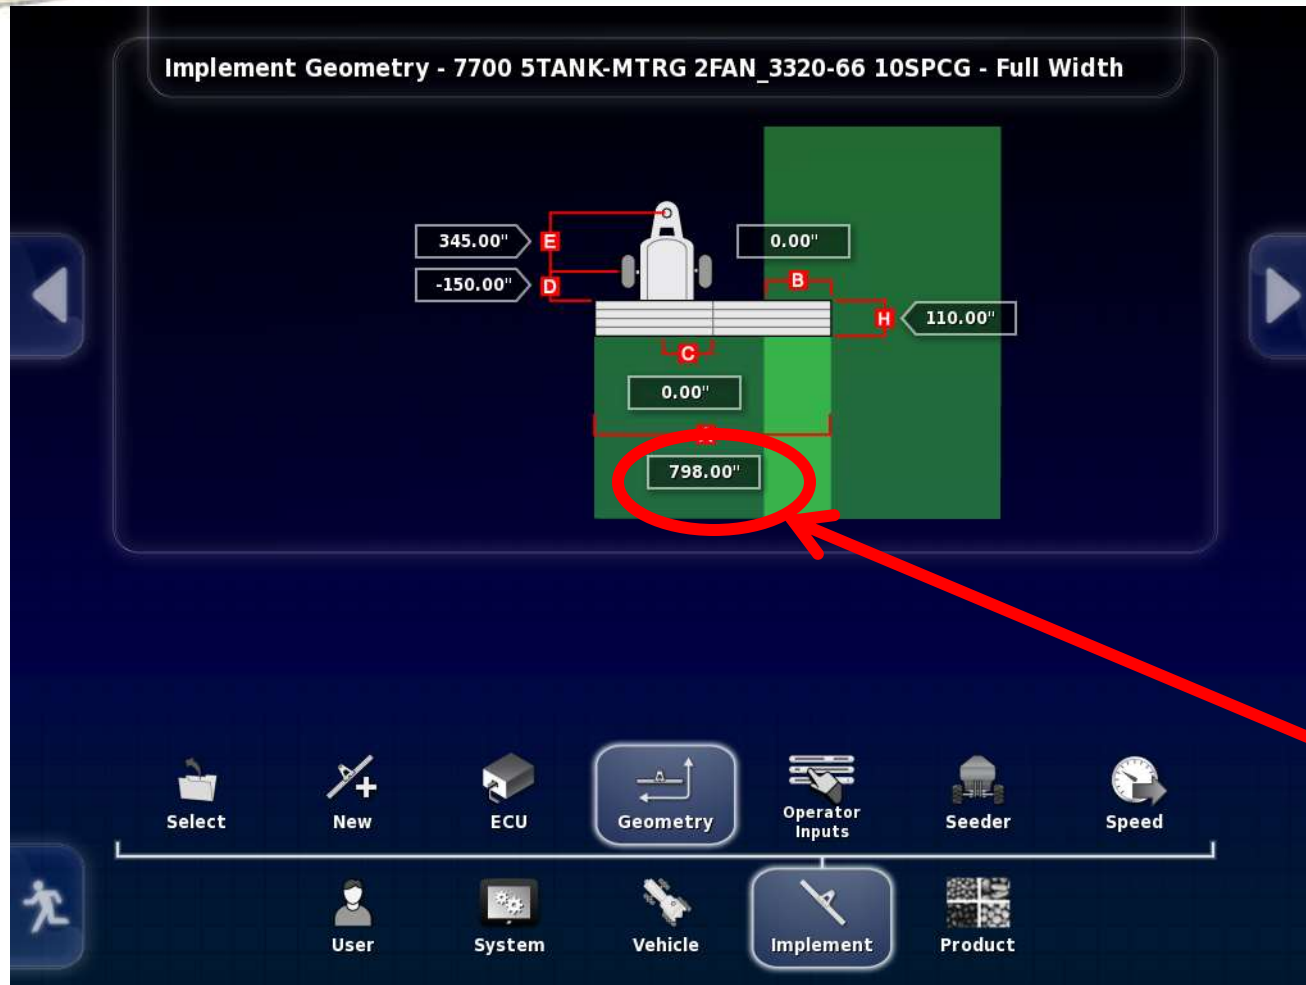 Implement Geometry - 7700 5TANK-MTRG 2FAN_3320-66 10SPCG - Full Width
345.00"
E
0.00"
-150.00"
D
B
H
110.00"
C
0.00"
798.00"
Select
New
ECU
Geometry
Operator
Inputs
Seeder
Speed
User
System
Vehicle
Implement
Product